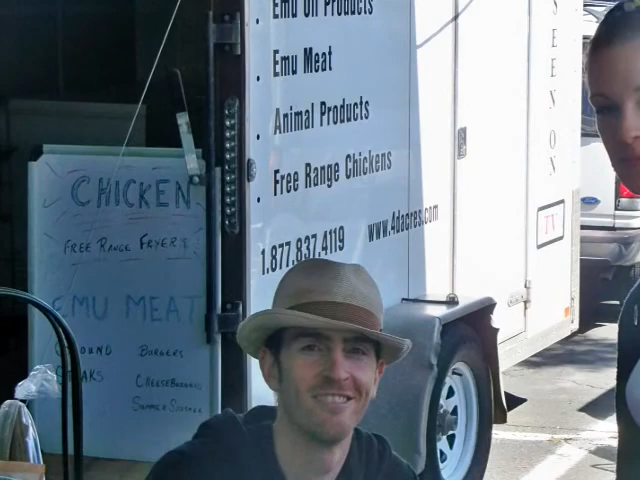 Emu Oil Products
Emu Meat
Animal Products
Free Range Chickens
1.877.837.4119
www.4dacres.com
SEEN ON
TV
CHICKEN
FREE RANGE FRYERS
EMU MEAT
GROUND BURGERS
STEAKS CHEESEBURGERS
SUMMER SAUSAGE